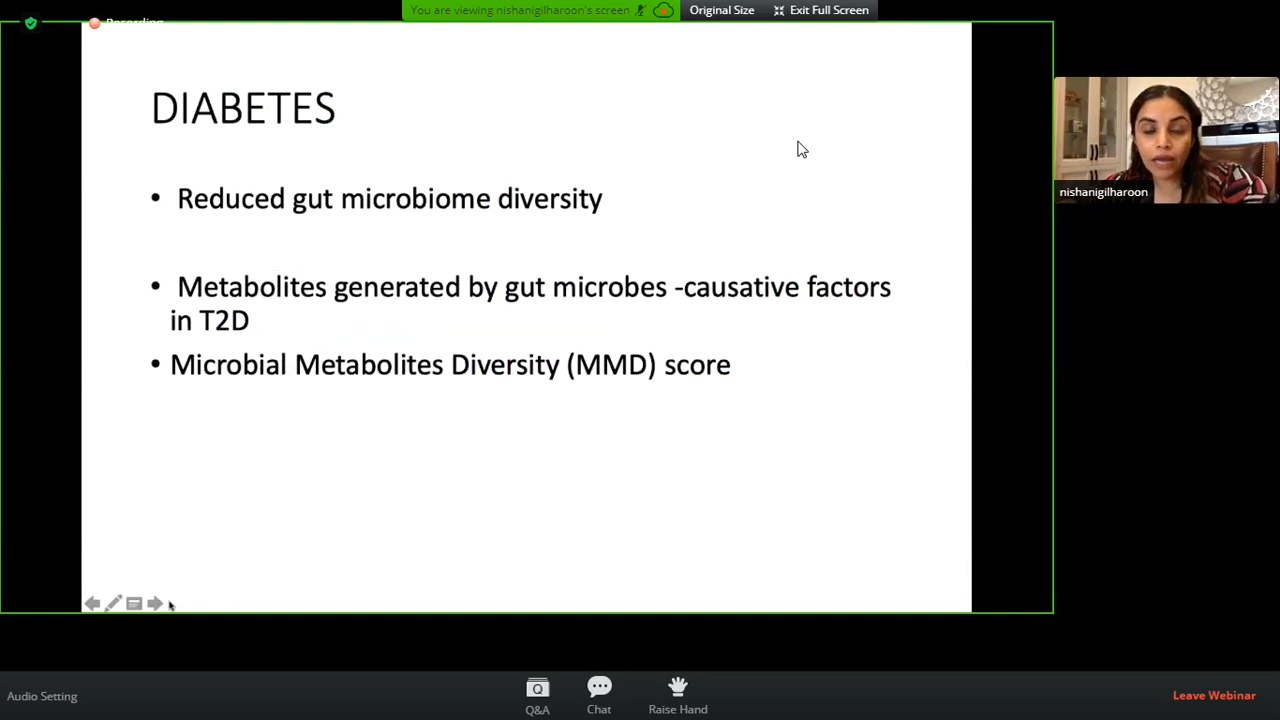 You are viewing nishanigilharoon's screen
Original Size
Exit Full Screen
Recording
DIABETES
• Reduced gut microbiome diversity
• Metabolites generated by gut microbes -causative factors
in T2D
• Microbial Metabolites Diversity (MMD) score
nishanigilharoon
Audio Setting
Q&A
Chat
Raise Hand
Leave Webinar